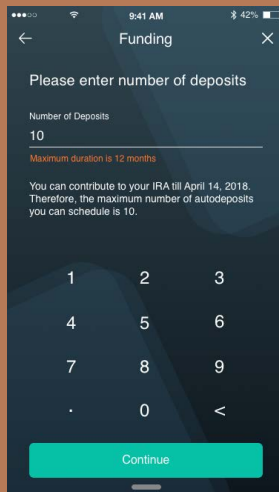 9:41 AM 42%
Funding
Please enter number of deposits
Number of Deposits
10
Maximum duration is 12 months
You can contribute to your IRA till April 14, 2018.
Therefore, the maximum number of autodeposits
you can schedule is 10.
1 2 3
4 5 6
7 8 9
. 0 <
Continue